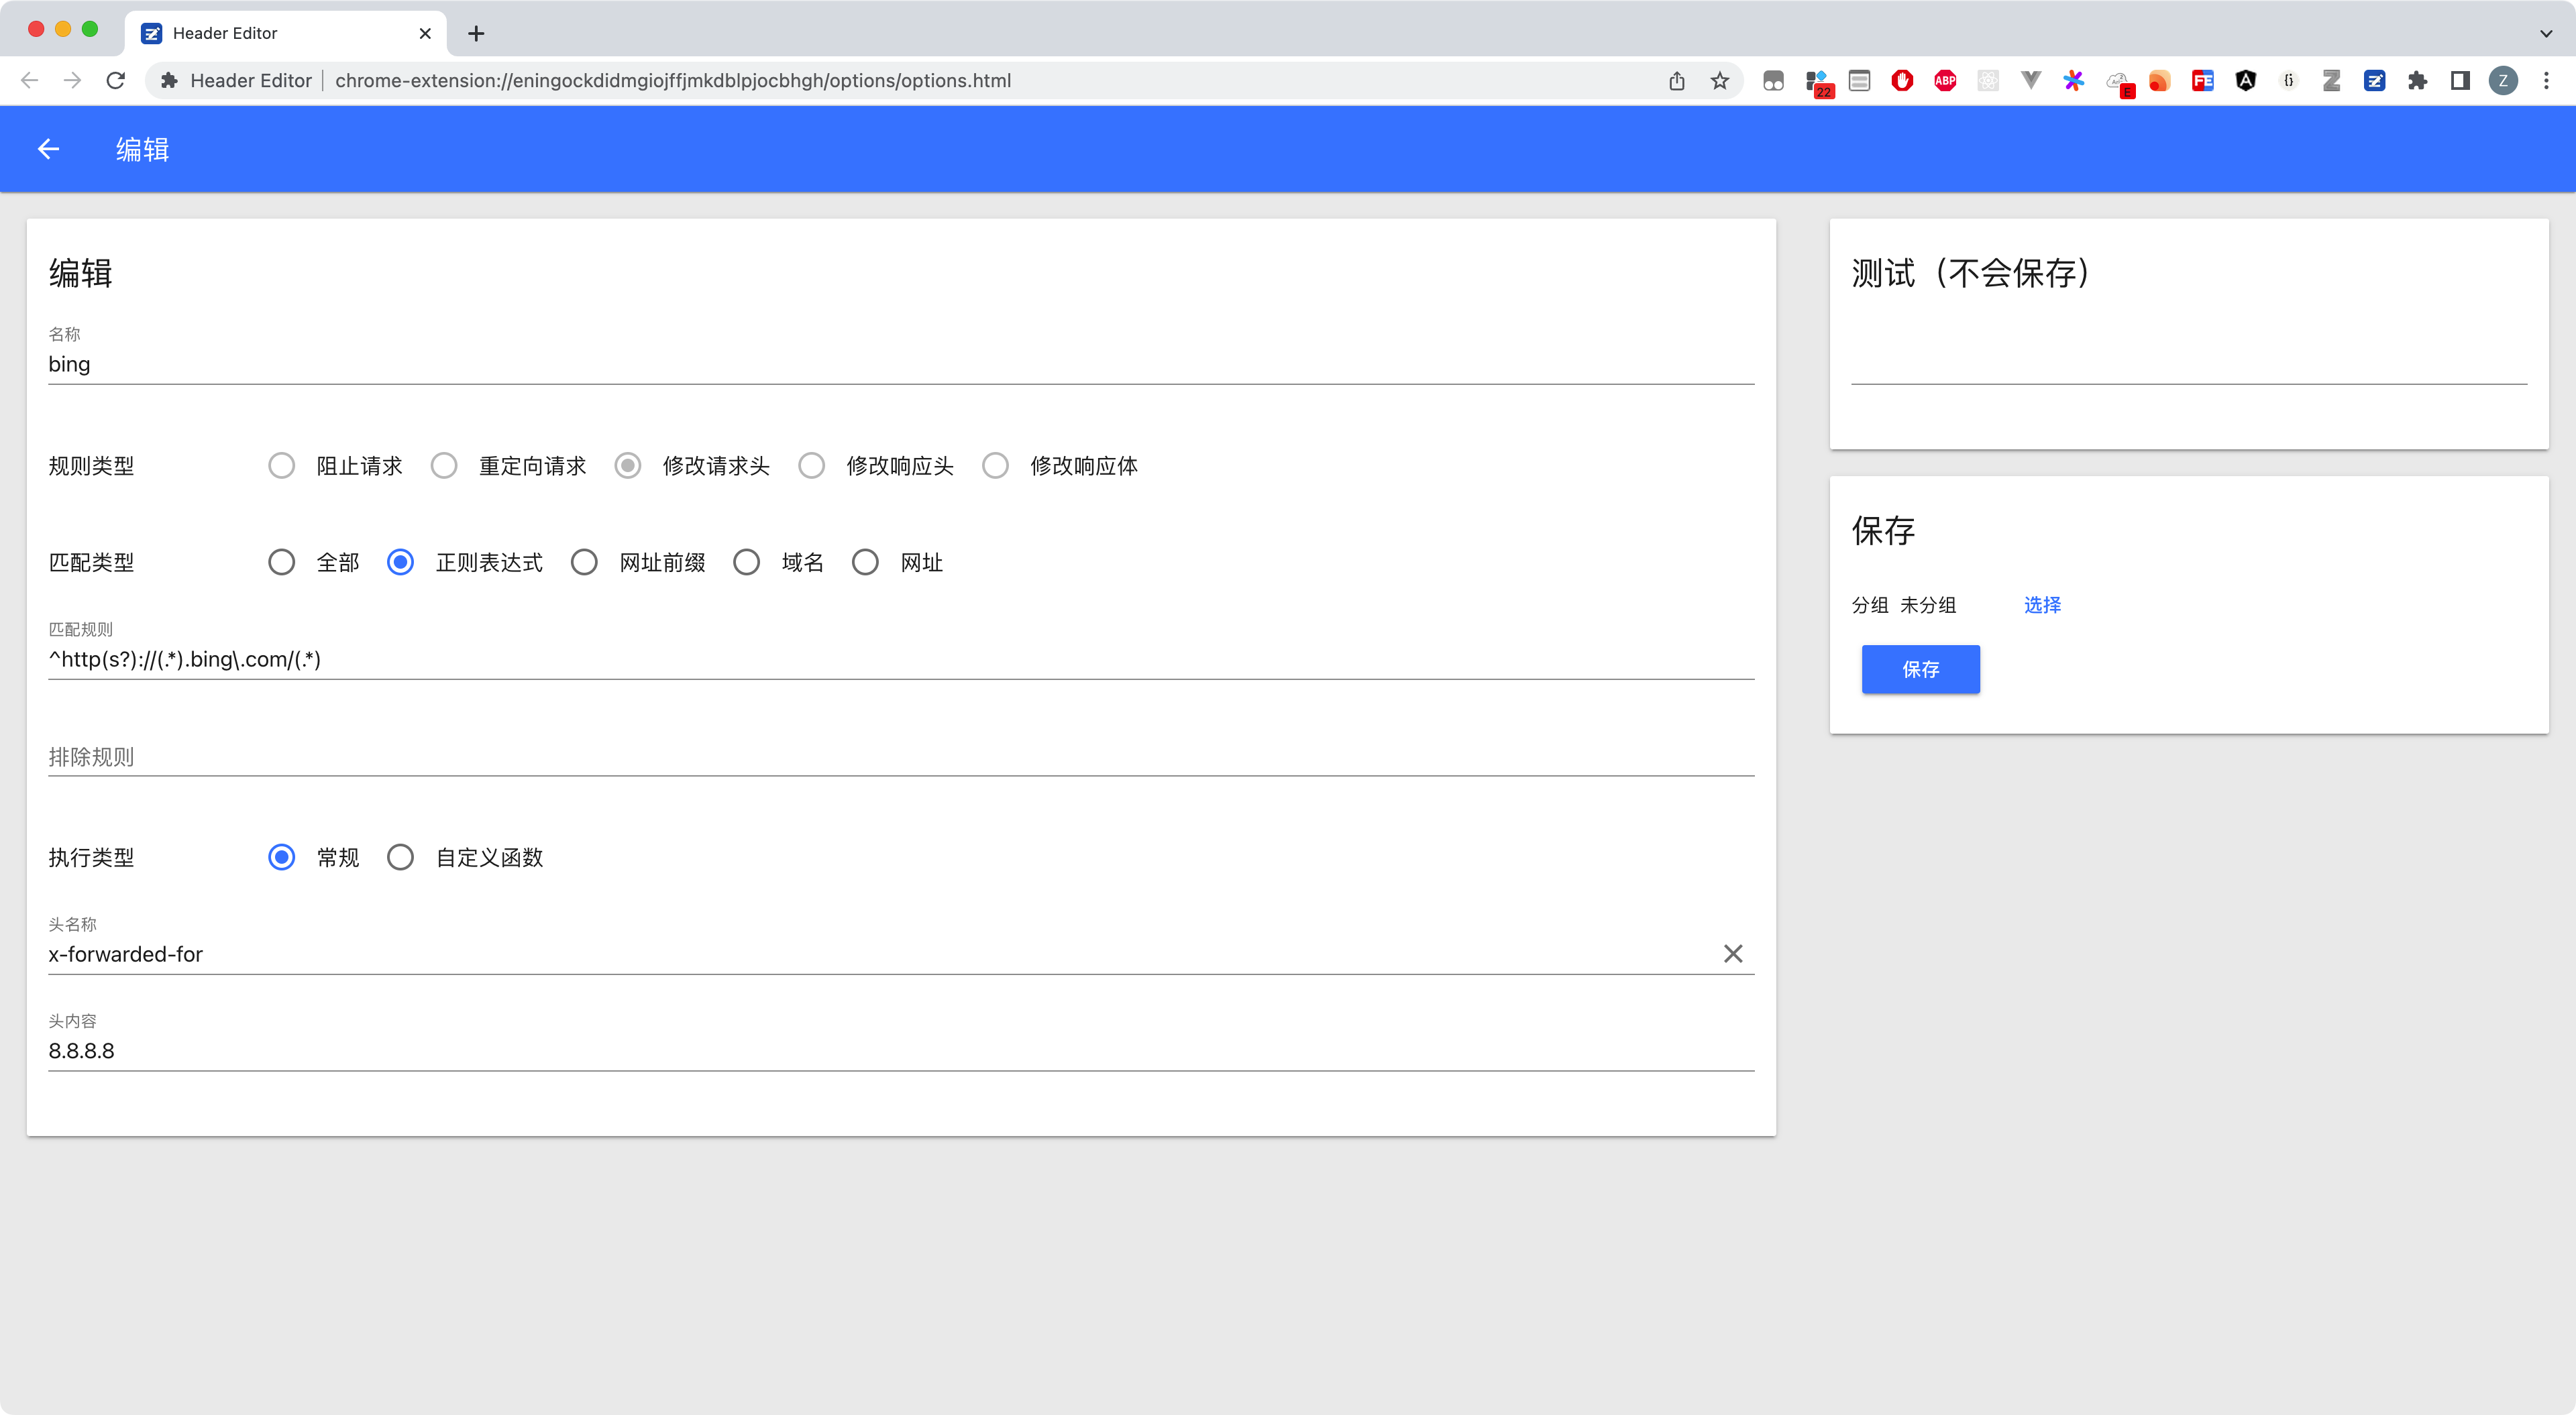 Header Editor
Header Editor chrome-extension://eningockdidmgiojffjmkdblpjocbhgh/options/options.html
22
ABP
E
FE
A
{}
Z
Z
编辑
编辑
名称
bing
规则类型 阻止请求 重定向请求 修改请求头 修改响应头 修改响应体
匹配类型 全部 正则表达式 网址前缀 域名 网址
匹配规则
^http(s?)://(.*).bing\.com/(.*)
排除规则
执行类型 常规 自定义函数
头名称
x-forwarded-for
头内容
8.8.8.8
测试（不会保存）
保存
分组 未分组 选择
保存